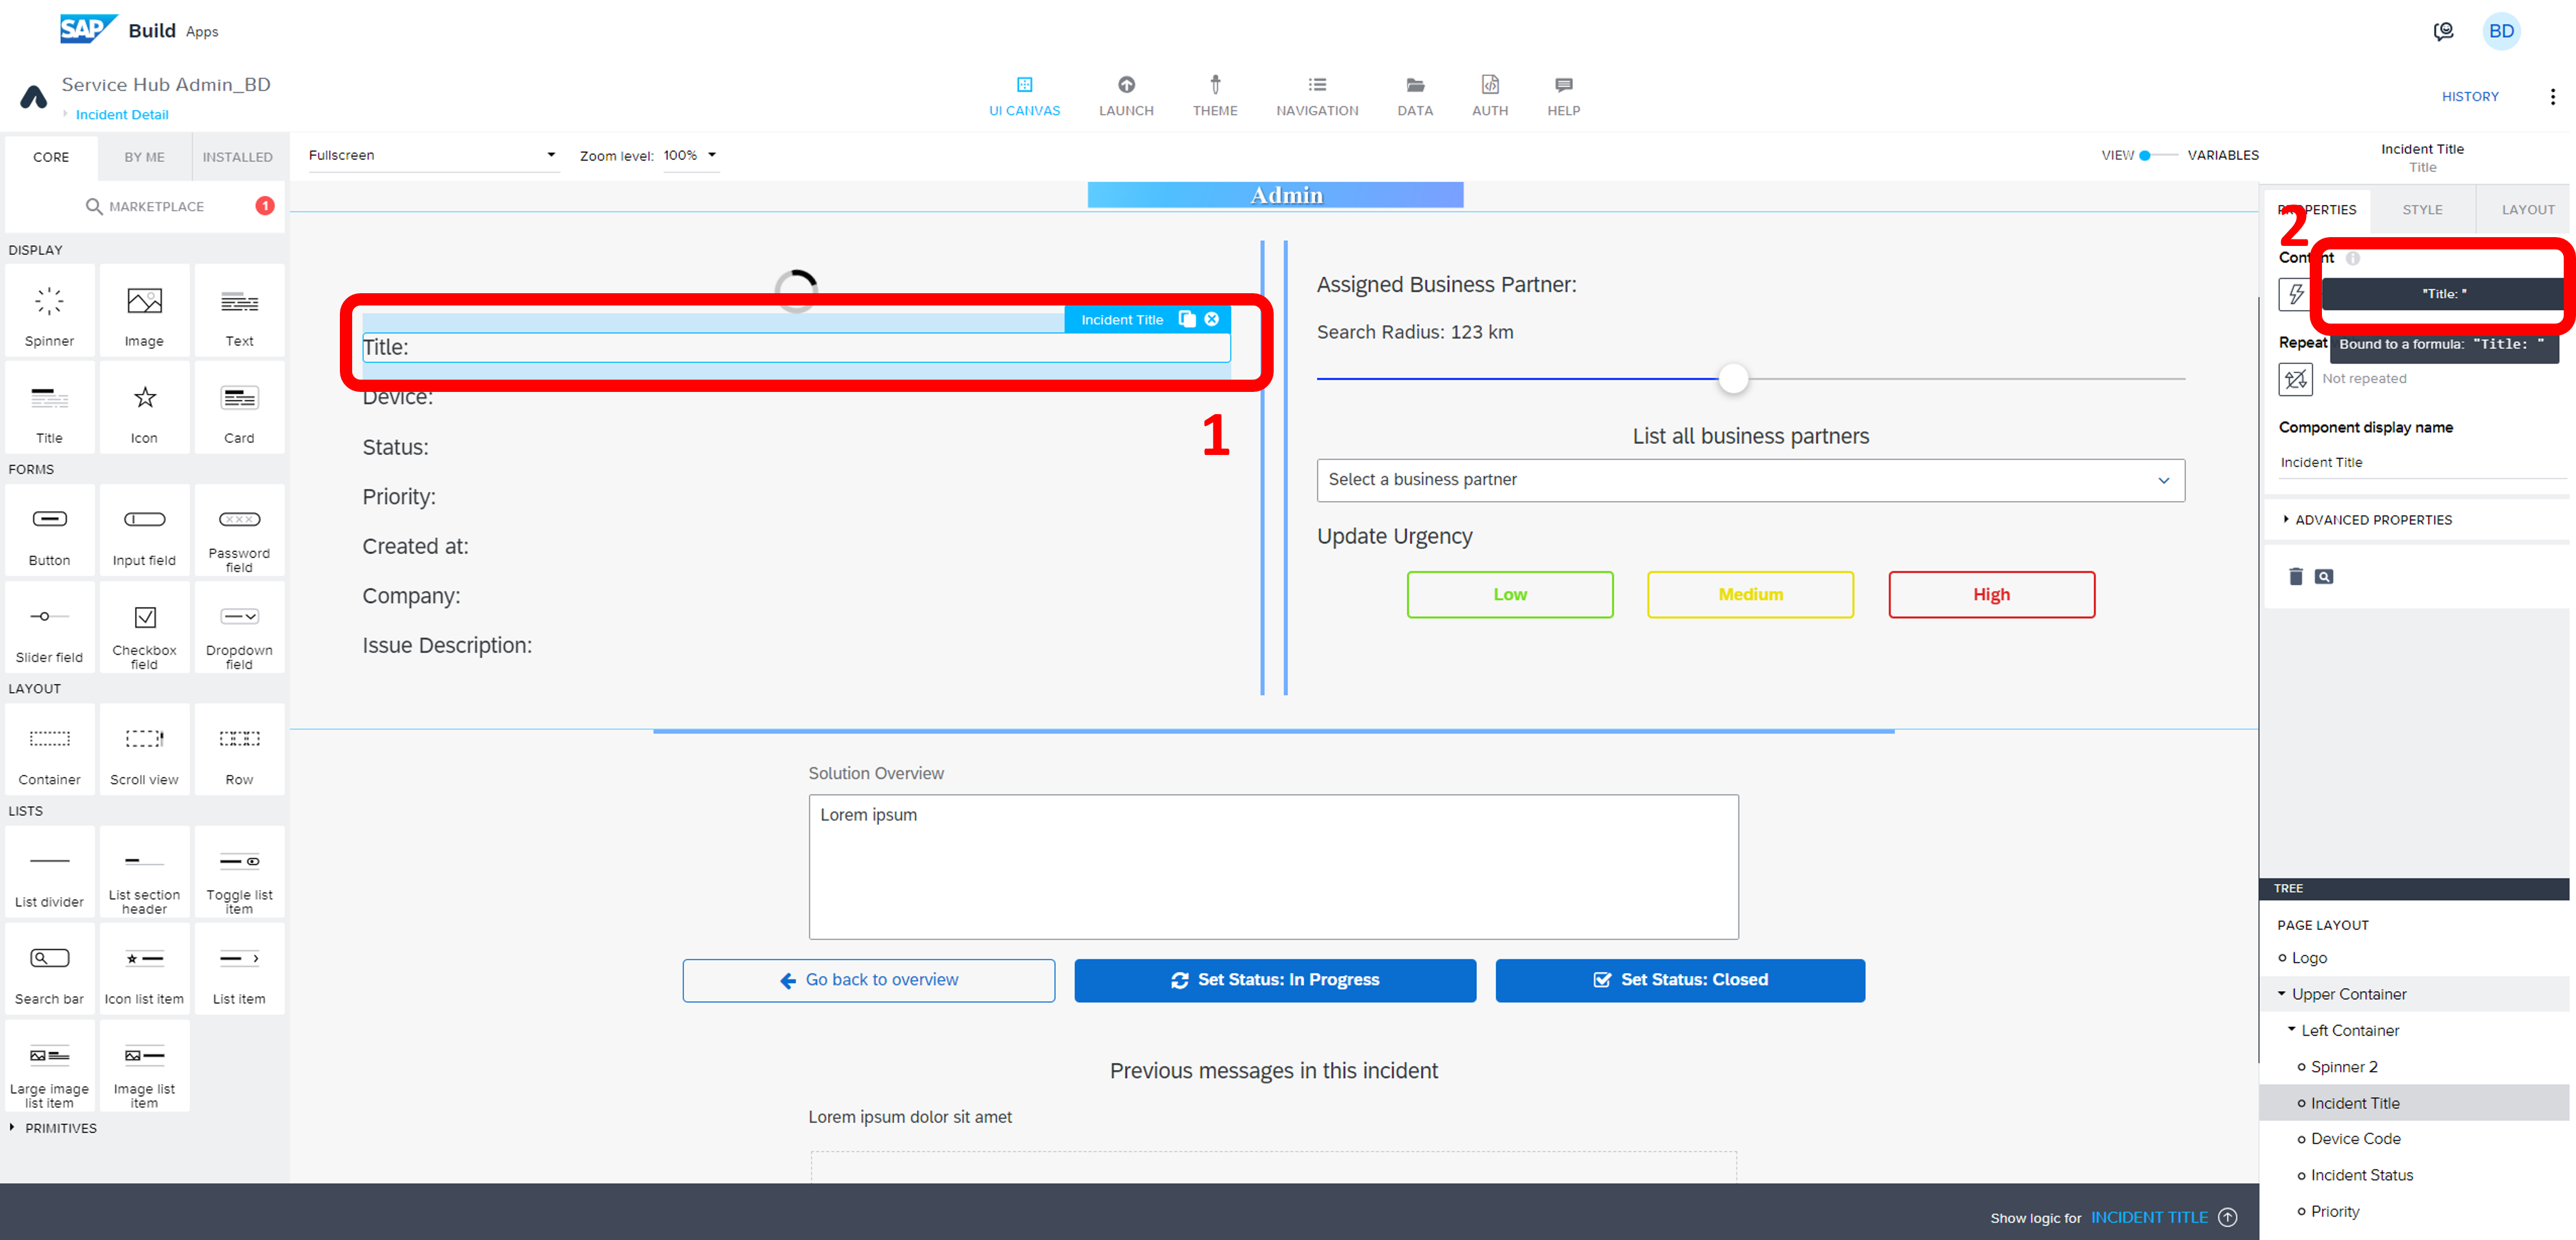 SAP Build Apps
BD
Service Hub Admin_BD
Incident Detail
UI CANVAS LAUNCH THEME NAVIGATION DATA AUTH HELP
HISTORY
CORE BY ME INSTALLED
Fullscreen Zoom level: 100%
VIEW VARIABLES
Incident Title
Title
MARKETPLACE 1
Admin
PROPERTIES STYLE LAYOUT
2
DISPLAY
Spinner Image Text
Title Icon Card
FORMS
Button Input field Password field
Slider field Checkbox field Dropdown field
LAYOUT
Container Scroll view Row
LISTS
List divider List section header Toggle list item
Search bar Icon list item List item
Large image list item Image list item
PRIMITIVES
Incident Title
Title:
1
Device:
Status:
Priority:
Created at:
Company:
Issue Description:
Assigned Business Partner:
Search Radius: 123 km
List all business partners
Select a business partner
Update Urgency
Low Medium High
Solution Overview
Lorem ipsum
Go back to overview Set Status: In Progress Set Status: Closed
Previous messages in this incident
Lorem ipsum dolor sit amet
Show logic for INCIDENT TITLE
Content
"Title: "
Repeat
Bound to a formula: "Title: "
Not repeated
Component display name
Incident Title
ADVANCED PROPERTIES
TREE
PAGE LAYOUT
Logo
Upper Container
Left Container
Spinner 2
Incident Title
Device Code
Incident Status
Priority